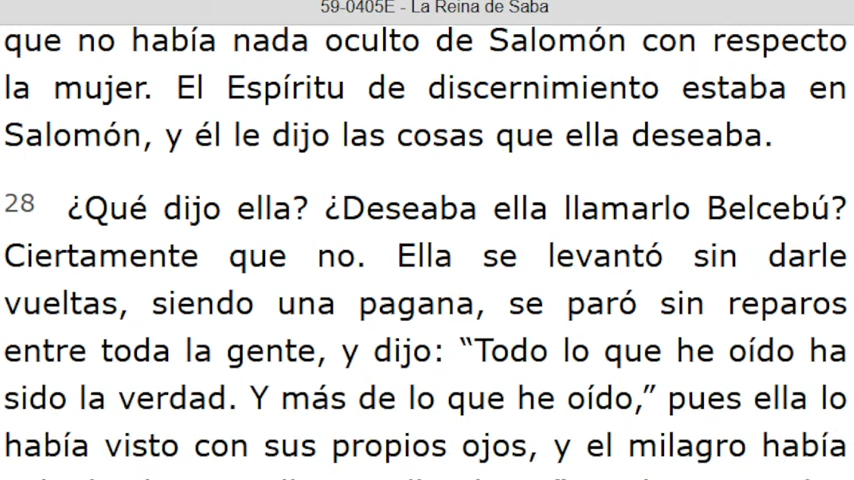 59-0405E - La Reina de Saba
que no había nada oculto de Salomón con respecto
la mujer. El Espíritu de discernimiento estaba en
Salomón, y él le dijo las cosas que ella deseaba.
28 ¿Qué dijo ella? ¿Deseaba ella llamarlo Belcebú?
Ciertamente que no. Ella se levantó sin darle
vueltas, siendo una pagana, se paró sin reparos
entre toda la gente, y dijo: “Todo lo que he oído ha
sido la verdad. Y más de lo que he oído,” pues ella lo
había visto con sus propios ojos, y el milagro había